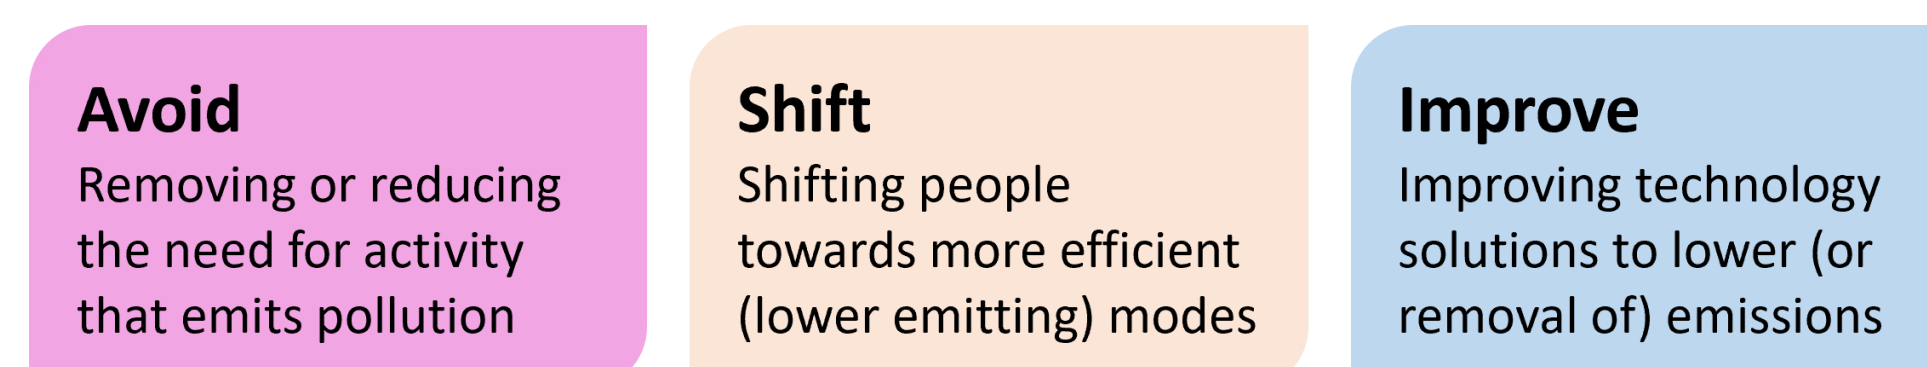 Avoid
Removing or reducing
the need for activity
that emits pollution
Shift
Shifting people
towards more efficient
(lower emitting) modes
Improve
Improving technology
solutions to lower (or
removal of) emissions